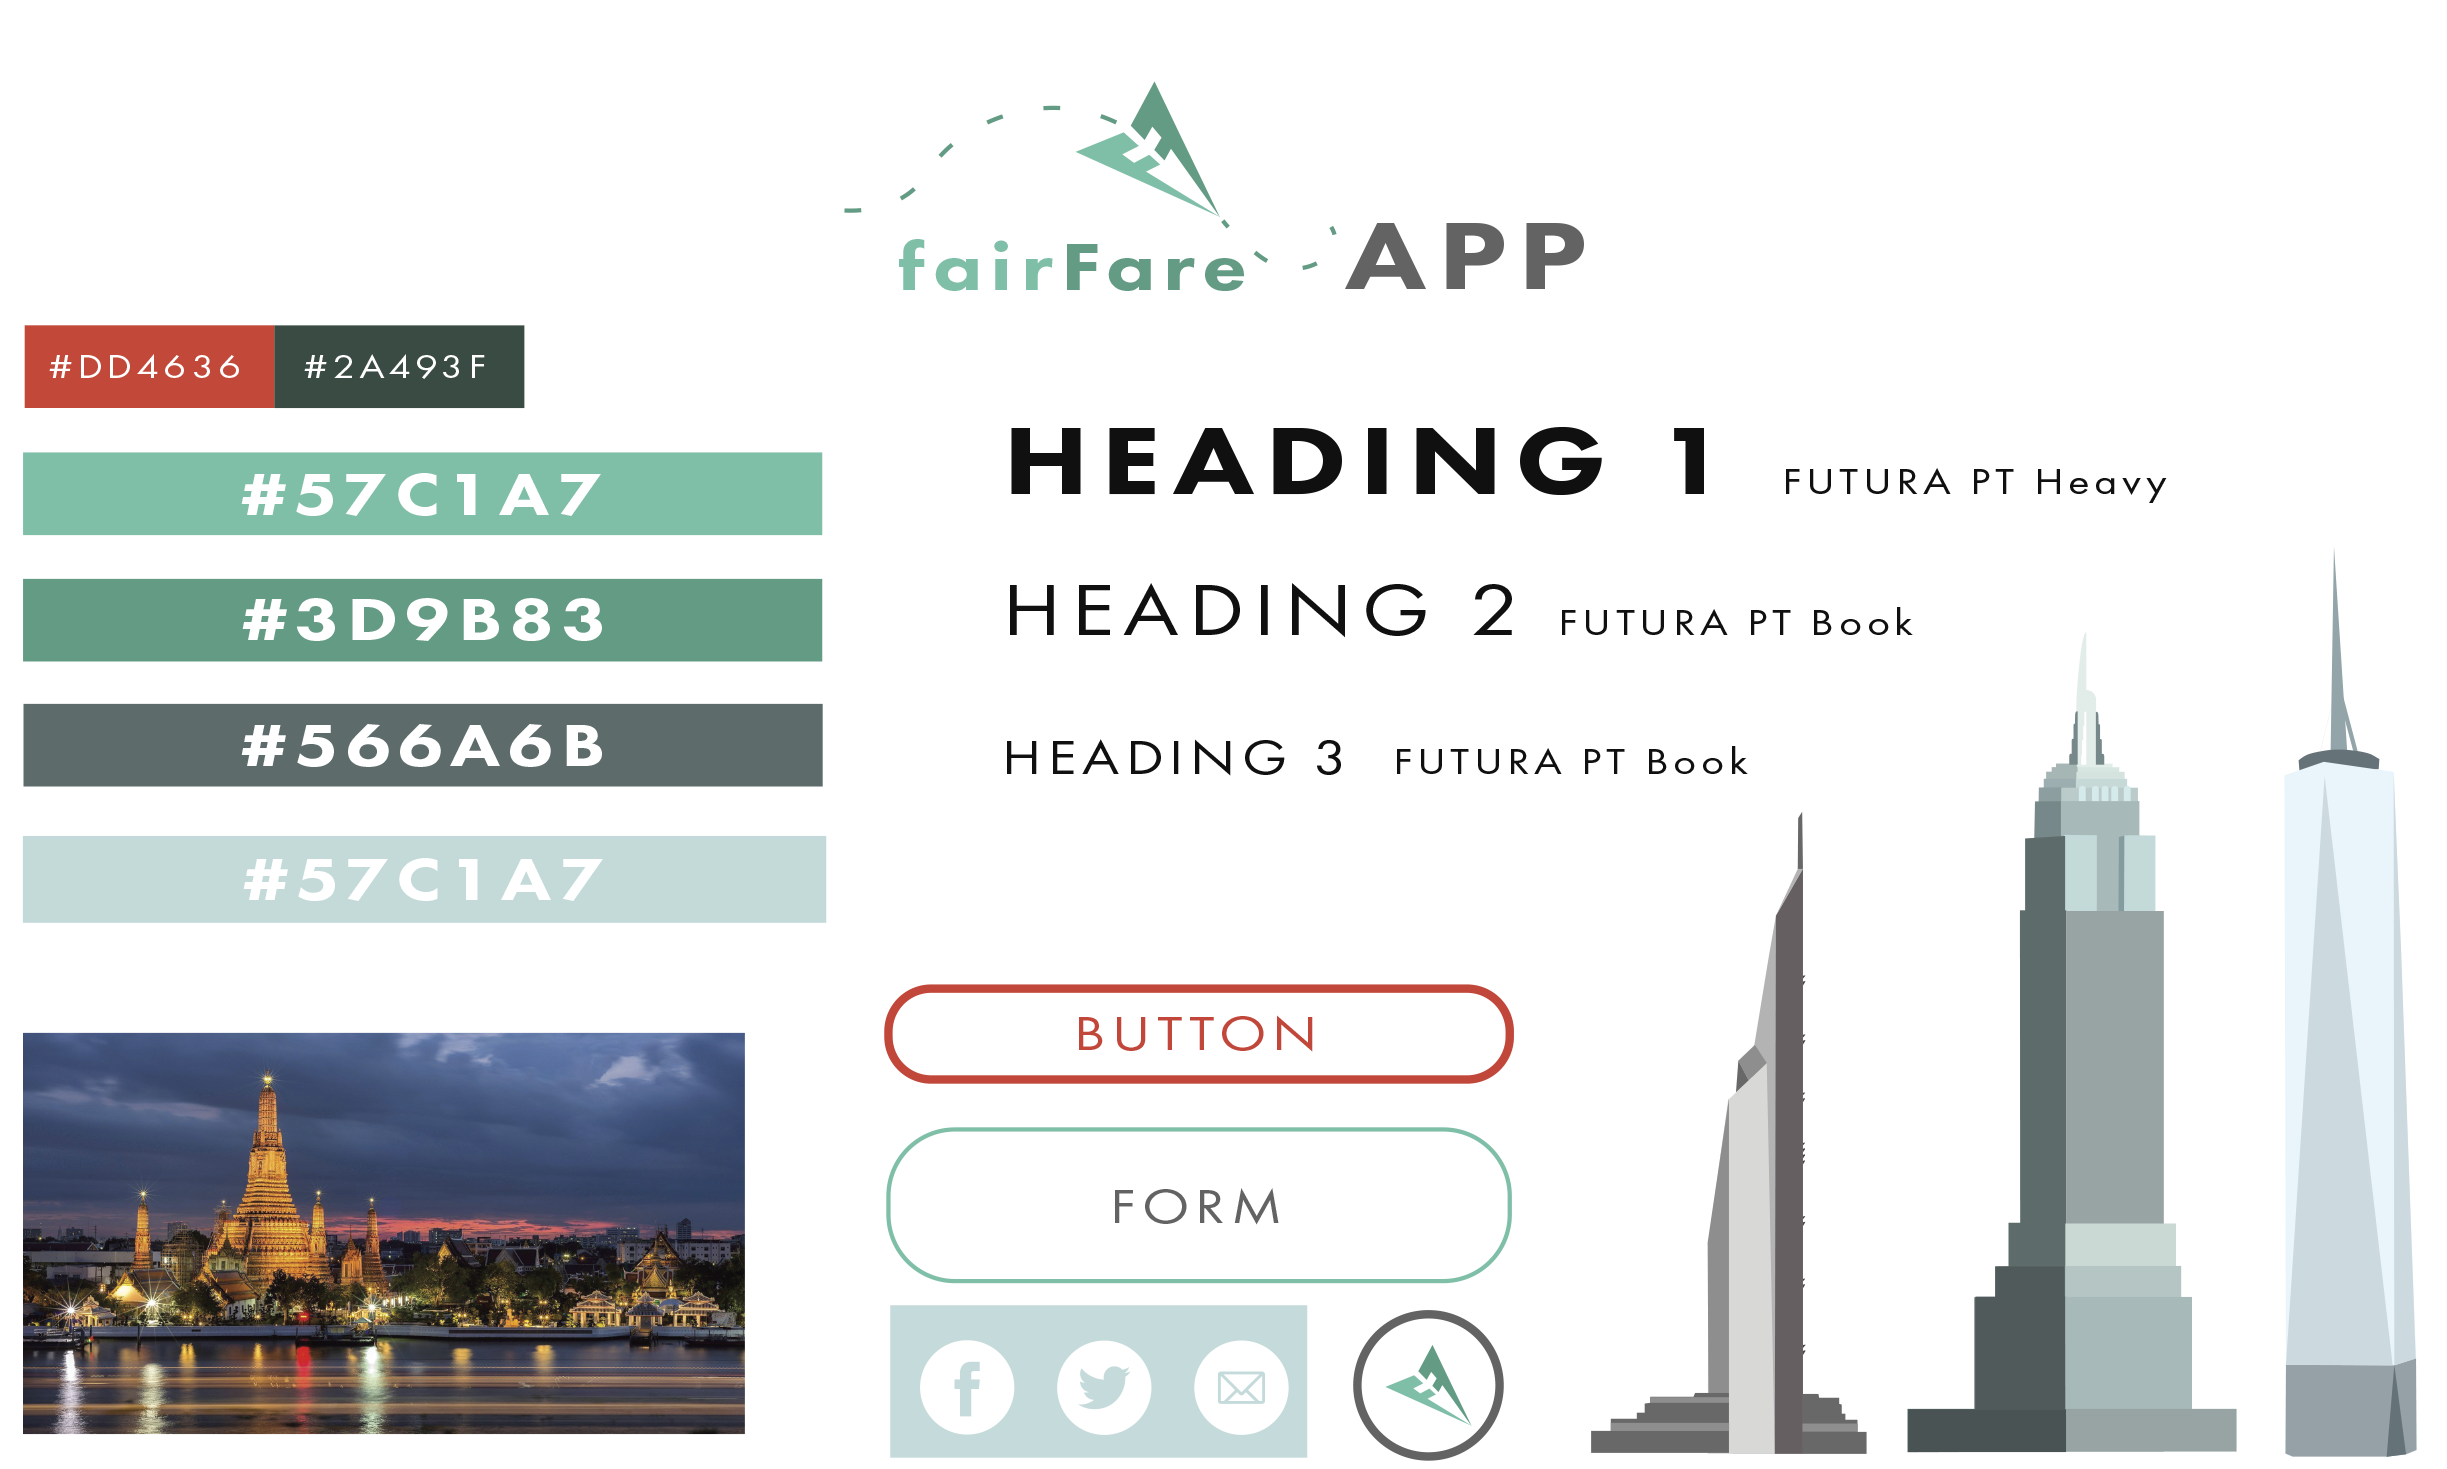 fairFare APP
#DD4636 #2A493F
#57C1A7
#3D9B83
#566A6B
#57C1A7
HEADING 1 FUTURA PT Heavy
HEADING 2 FUTURA PT Book
HEADING 3 FUTURA PT Book
BUTTON
FORM